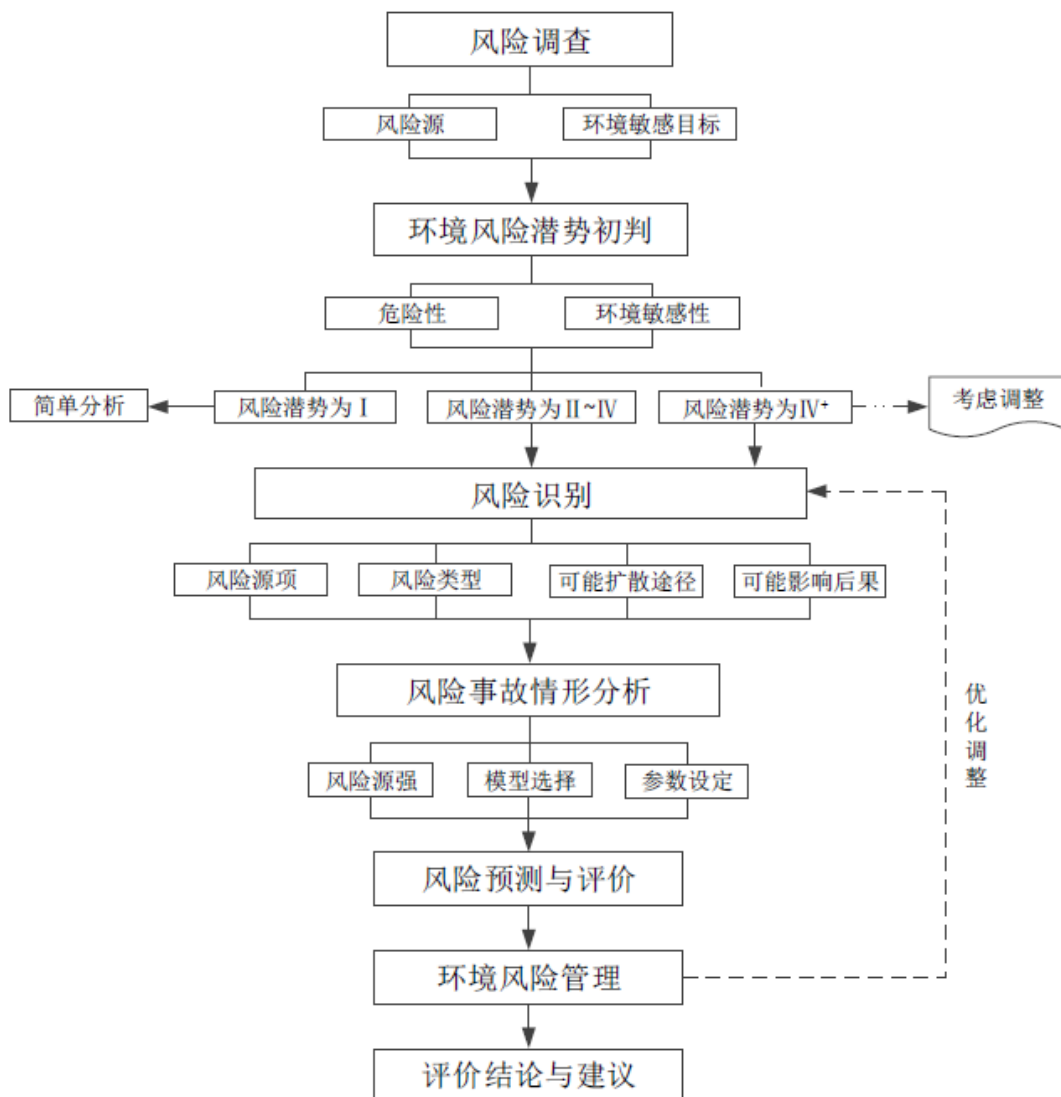 风险调查
风险源
环境敏感目标
环境风险潜势初判
危险性
环境敏感性
简单分析
风险潜势为Ⅰ
风险潜势为Ⅱ~Ⅳ
风险潜势为Ⅳ⁺
考虑调整
风险识别
风险源项
风险类型
可能扩散途径
可能影响后果
风险事故情形分析
风险源强
模型选择
参数设定
优化调整
风险预测与评价
环境风险管理
评价结论与建议